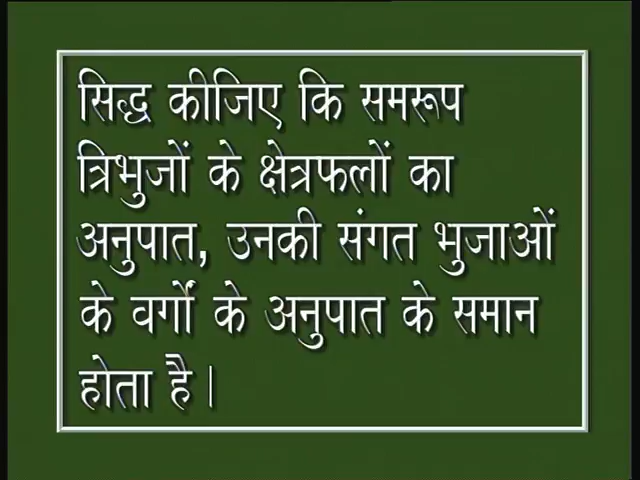 सिद्ध कीजिए कि समरूप
त्रिभुजों के क्षेत्रफलों का
अनुपात, उनकी संगत भुजाओं
के वर्गों के अनुपात के समान
होता है।